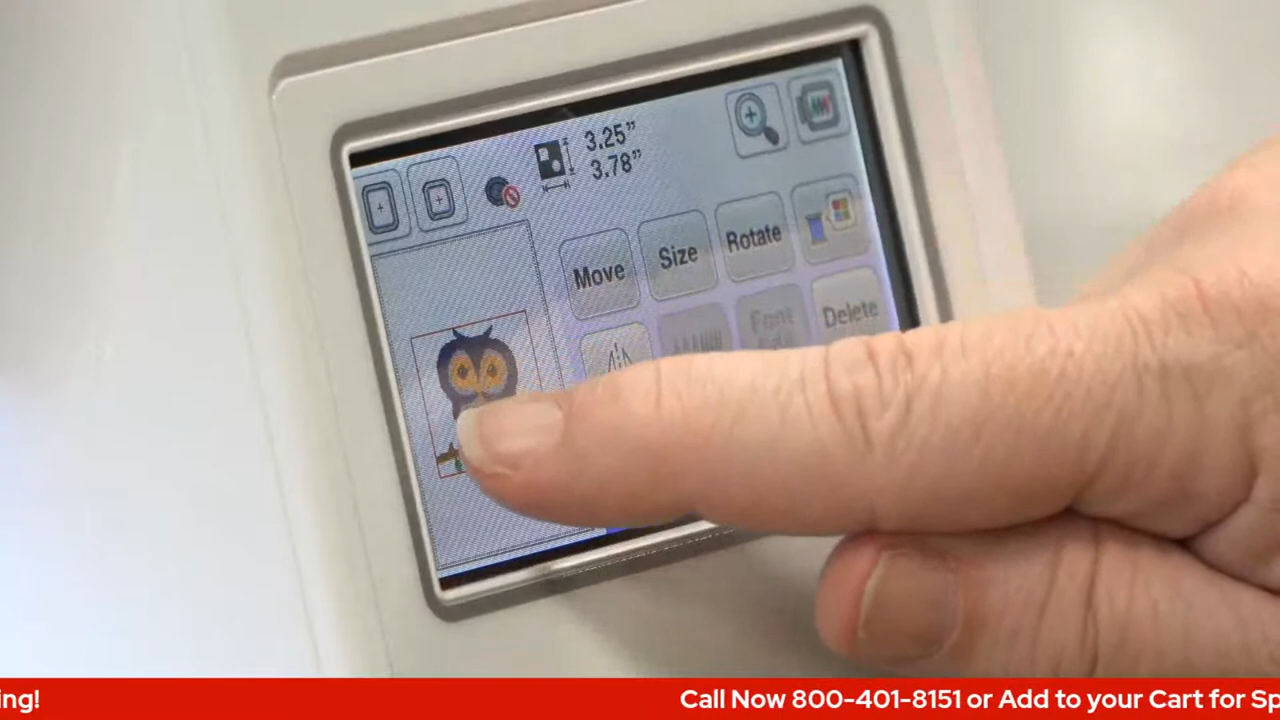 3.25”
3.78”
Move
Size
Rotate
Font
Delete
ing!
Call Now 800-401-8151 or Add to your Cart for Sp